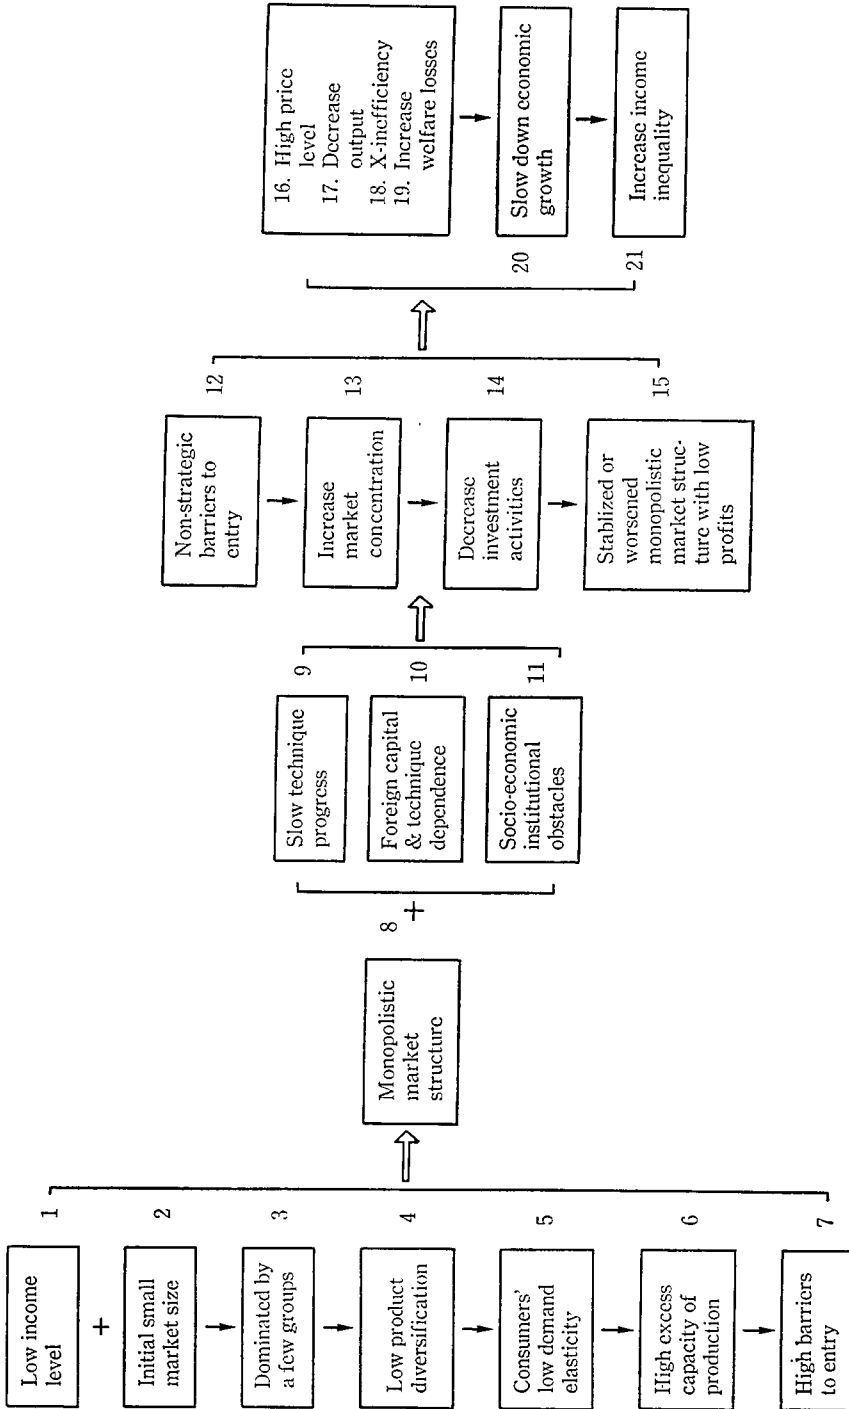 Low income
level
1
+
Initial small
market size
2
Dominated by
a few groups
3
Low product
diversification
4
Consumers'
low demand
elasticity
5
High excess
capacity of
production
6
High barriers
to entry
7
Monopolistic
market
structure
8
+
Slow technique
progress
9
Foreign capital
& technique
dependence
10
Socio-economic
institutional
obstacles
11
Non-strategic
barriers to
entry
12
Increase
market
concentration
13
Decrease
investment
activities
14
Stablized or
worsened
monopolistic
market struc-
ture with low
profits
15
16. High price
level
17. Decrease
output
18. X-inefficiency
19. Increase
welfare losses
Slow down economic
growth
20
Increase income
inequality
21